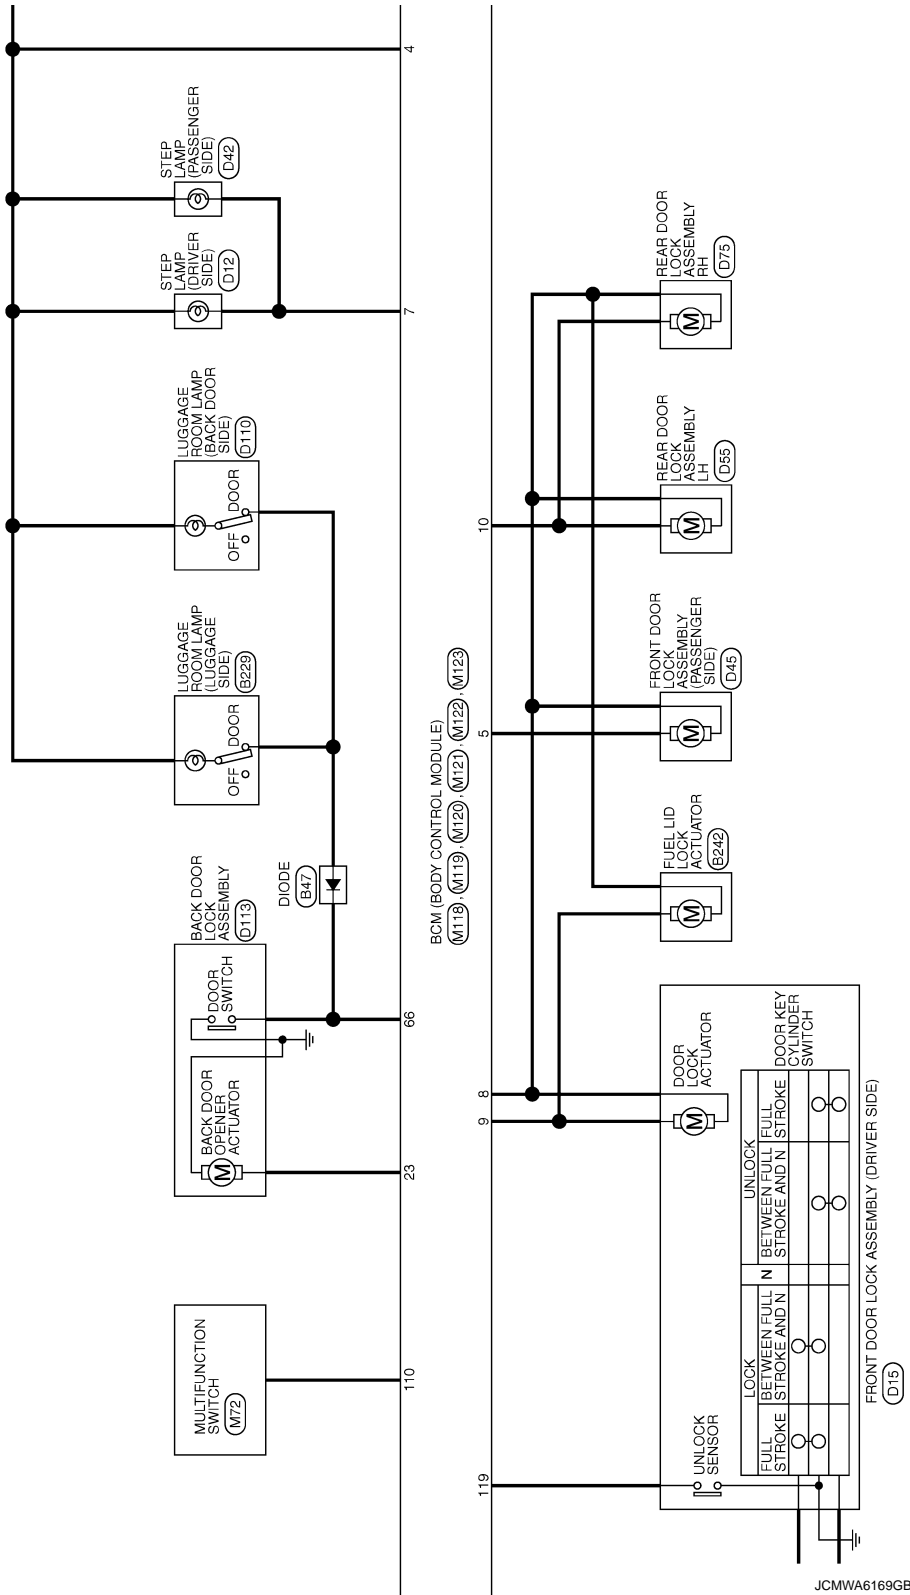 4
STEP
LAMP
(PASSENGER
SIDE)
D42
STEP
LAMP
(DRIVER
SIDE)
D12
7
LUGGAGE
ROOM LAMP
(BACK DOOR
SIDE)
D110
OFF
DOOR
LUGGAGE
ROOM LAMP
(LUGGAGE
SIDE)
B229
OFF
DOOR
DIODE
B47
BACK DOOR
LOCK
ASSEMBLY
D113
DOOR
SWITCH
BACK DOOR
OPENER
ACTUATOR
M
66
23
MULTIFUNCTION
SWITCH
M72
110
BCM (BODY CONTROL MODULE)
M118, M119, M120, M121, M122, M123
REAR DOOR
LOCK
ASSEMBLY
RH
D75
M
10
REAR DOOR
LOCK
ASSEMBLY
LH
D55
M
5
FRONT DOOR
LOCK
ASSEMBLY
(PASSENGER
SIDE)
D45
M
FUEL LID
LOCK
ACTUATOR
B242
M
8
9
DOOR
LOCK
ACTUATOR
M
119
UNLOCK
SENSOR
DOOR KEY
CYLINDER
SWITCH
LOCK
N
UNLOCK
FULL
STROKE
BETWEEN FULL
STROKE AND N
BETWEEN FULL
STROKE AND N
FULL
STROKE
FRONT DOOR LOCK ASSEMBLY (DRIVER SIDE)
D15
JCMWA6169GB